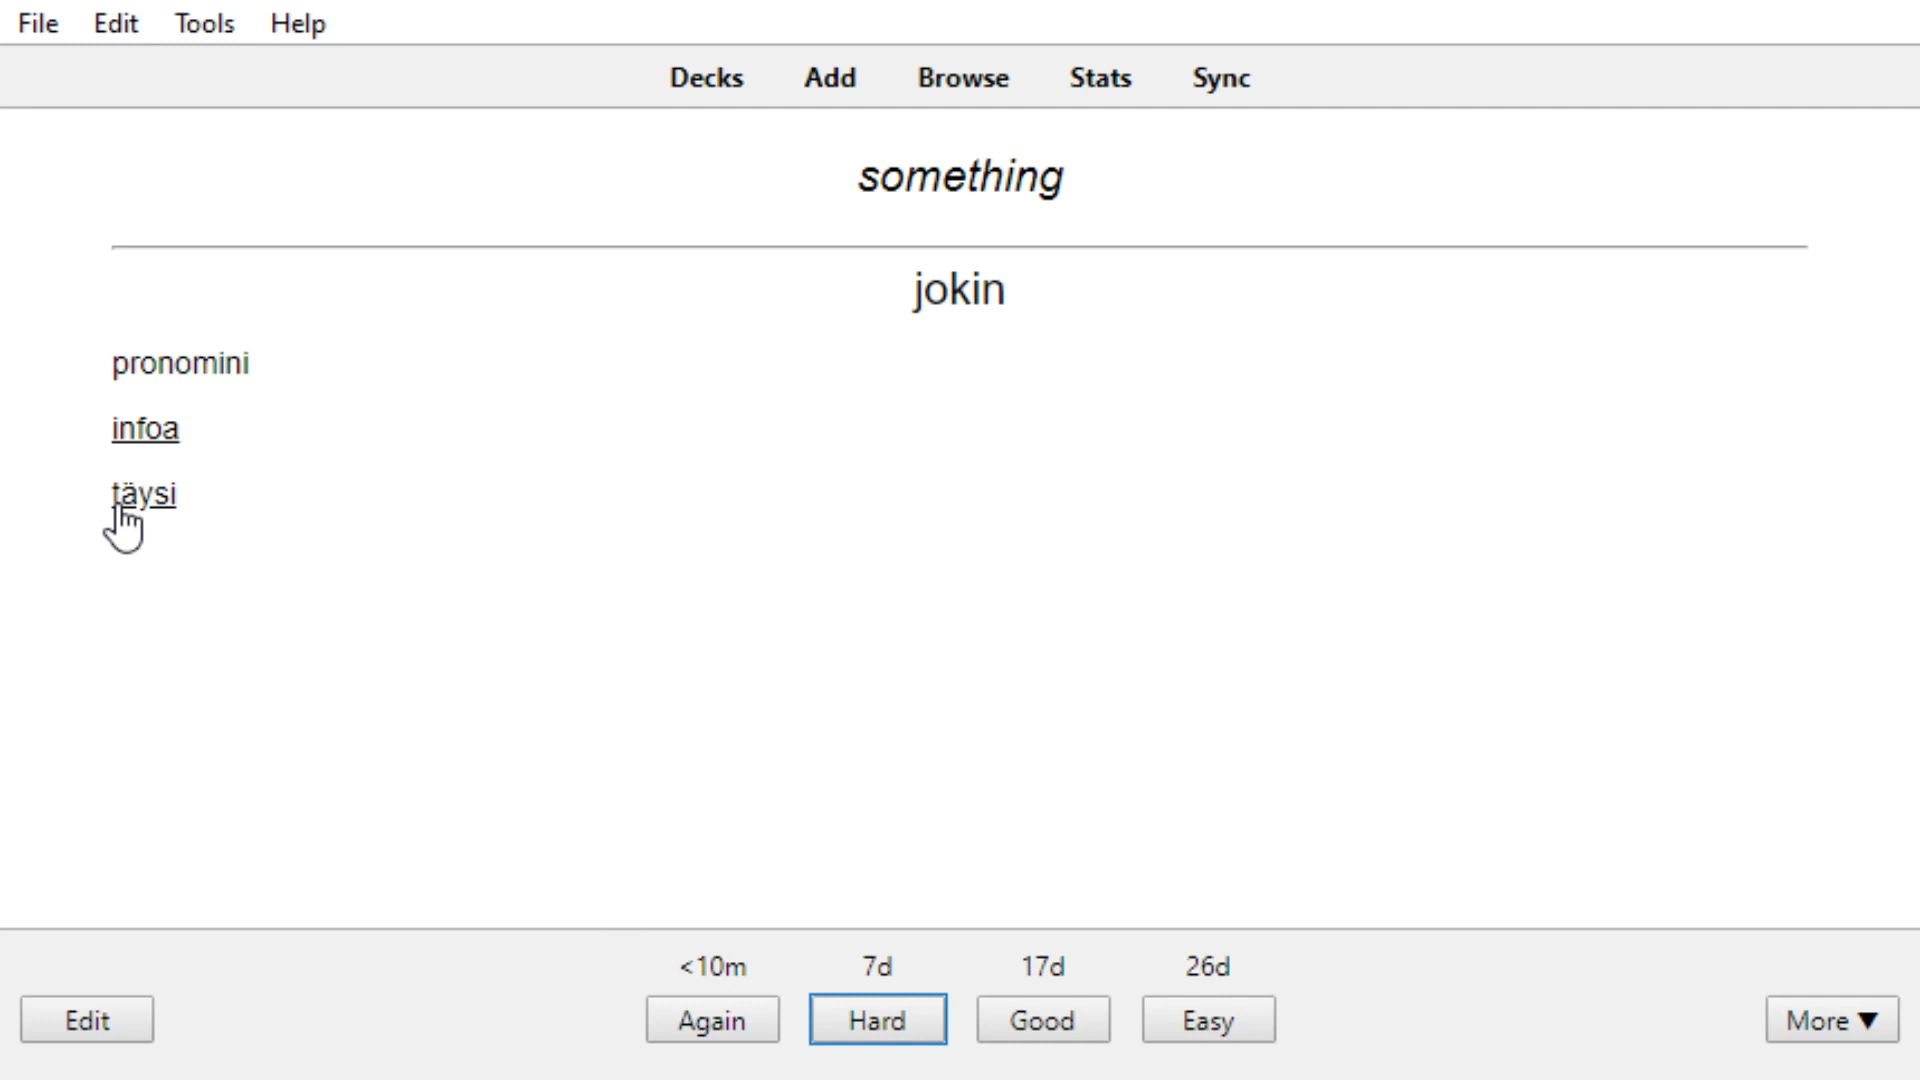 File Edit Tools Help
Decks Add Browse Stats Sync
something
jokin
pronomini
infoa
täysi
<10m 7d 17d 26d
Edit Again Hard Good Easy More ▼